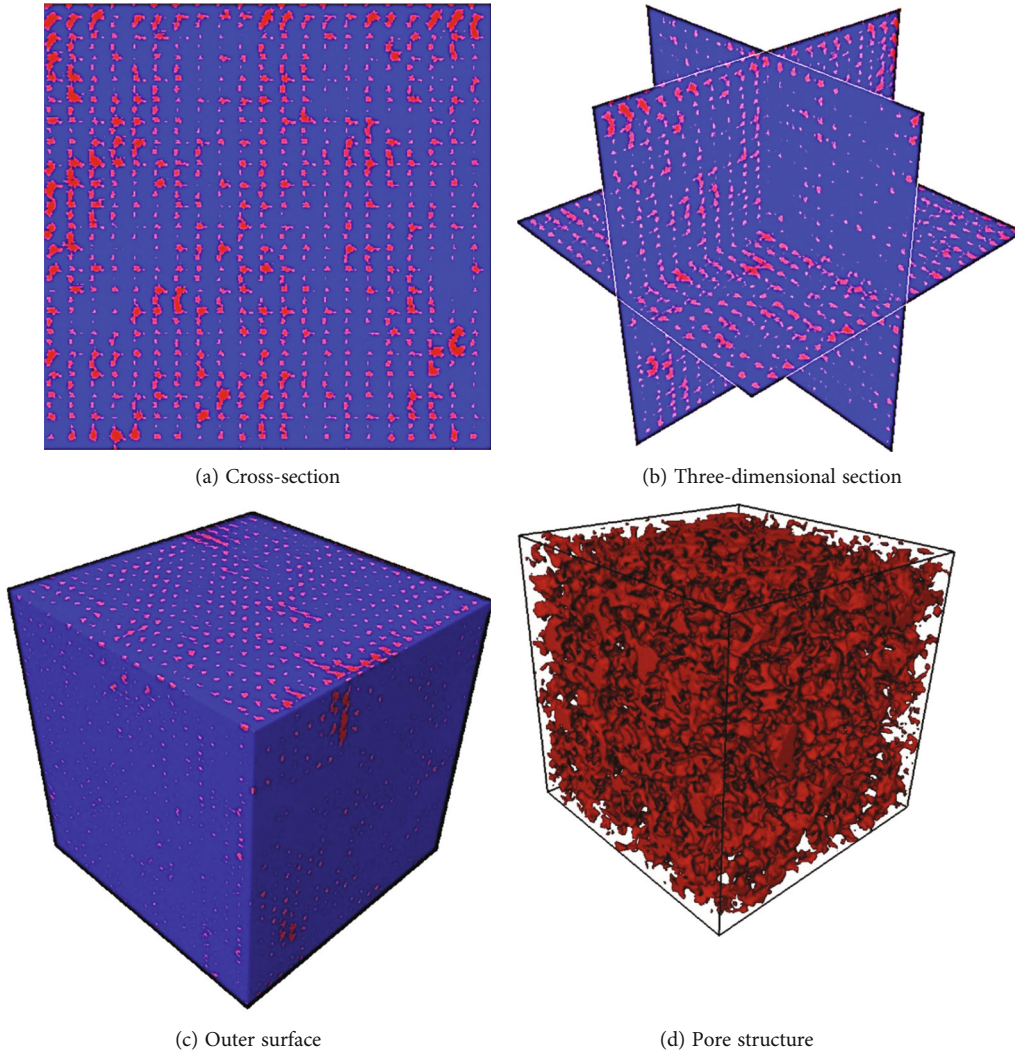 (a) Cross-section
(b) Three-dimensional section
(c) Outer surface
(d) Pore structure